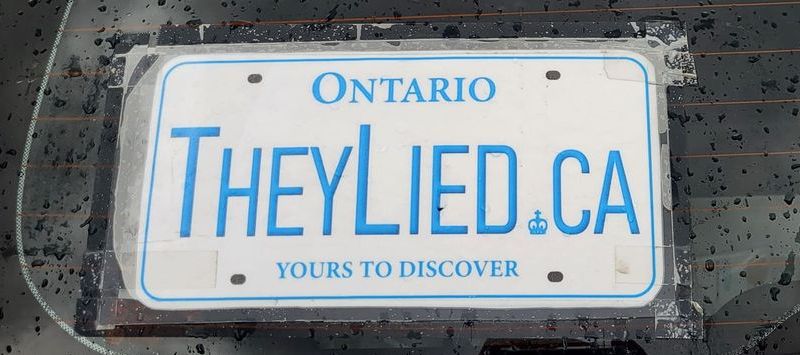 ONTARIO
THEYLIED.CA
YOURS TO DISCOVER